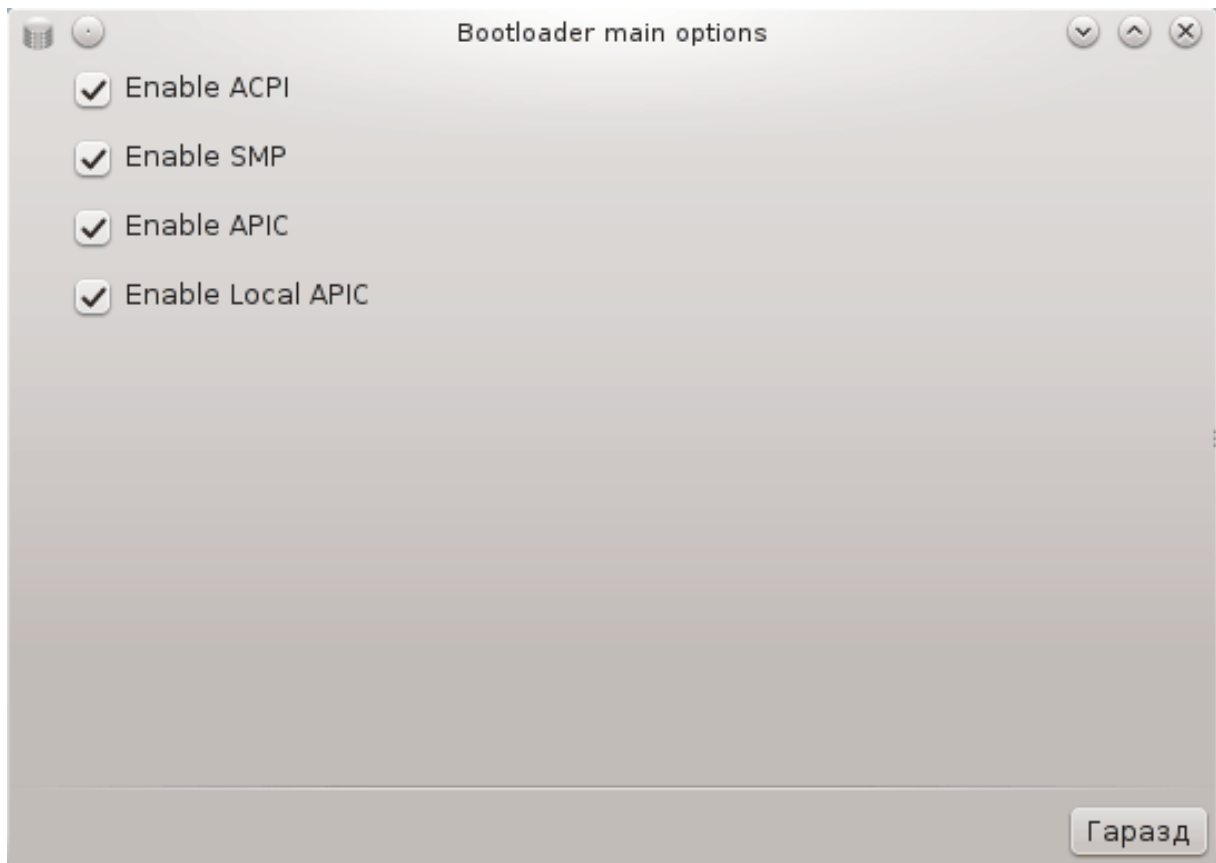 Bootloader main options
Enable ACPI
Enable SMP
Enable APIC
Enable Local APIC
Гаразд